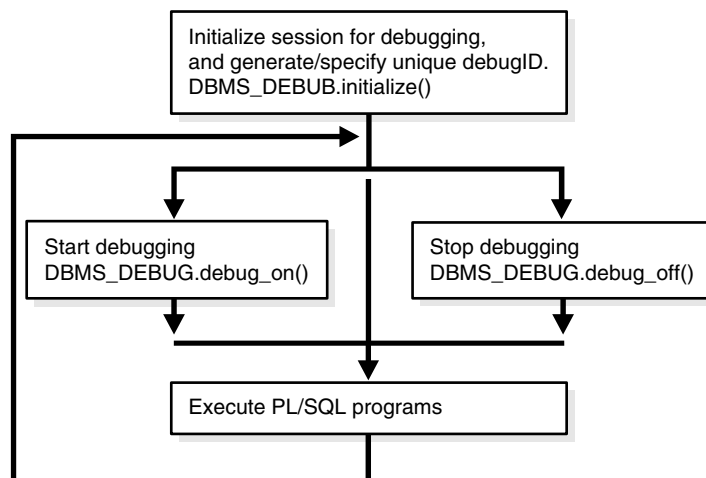 Initialize session for debugging,
and generate/specify unique debugID.
DBMS_DEBUB.initialize()
Start debugging
DBMS_DEBUG.debug_on()
Stop debugging
DBMS_DEBUG.debug_off()
Execute PL/SQL programs